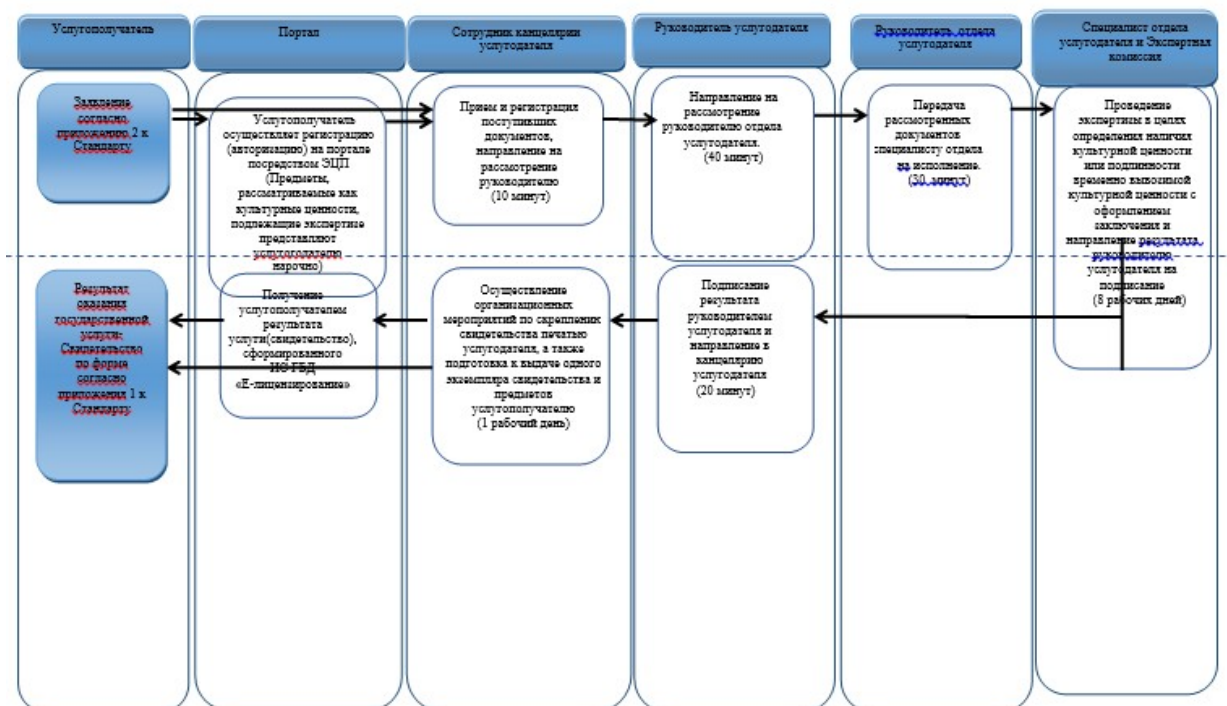 Услугополучатель
Портал
Сотрудник канцелярии
услугодателя
Руководитель услугодателя
Руководитель отдела
услугодателя
Специалист отдела
услугодателя и Экспертная
комиссия
Заявление
согласно
приложению 2 к
Стандарту
Услугополучатель
осуществляет регистрацию
(авторизацию) на портале
посредством ЭЦП
(Предметы,
рассматриваемые как
культурные ценности,
подлежащие экспертизе
представляют
услугодателю
нарочно)
Прием и регистрация
поступивших
документов,
направление на
рассмотрение
руководителю
(10 минут)
Направление на
рассмотрение
руководителю отдела
услугодателя.
(40 минут)
Передача
рассмотренных
документов
специалисту отдела
на исполнение.
(30 минут)
Проведение
экспертизы в целях
определения наличия
культурной ценности
или подлинности
временно вывозимой
культурной ценности с
оформлением
заключения и
направление результата
руководителю
услугодателя на
подписание
(8 рабочих дней)
Результат
оказания
государственной
услуги-
Свидетельство
по форме
согласно
приложения 1 к
Стандарту
Получение
услугополучателем
результата
услуги(свидетельство),
сформированного
ИС ГБД
«Е-лицензирование»
Осуществление
организационных
мероприятий по скреплению
свидетельства печатью
услугодателя, а также
подготовка к выдаче одного
экземпляра свидетельства и
предметов
услугополучателю
(1 рабочий день)
Подписание
результата
руководителем
услугодателя и
направление в
канцелярию
услугодателя
(20 минут)